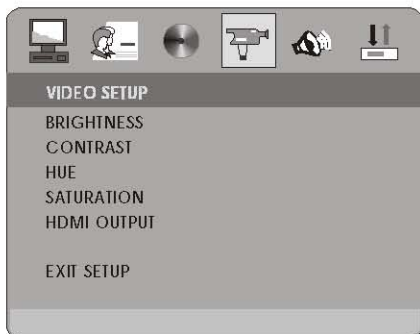 VIDEO SETUP
BRIGHTNESS
CONTRAST
HUE
SATURATION
HDMI OUTPUT
EXIT SETUP